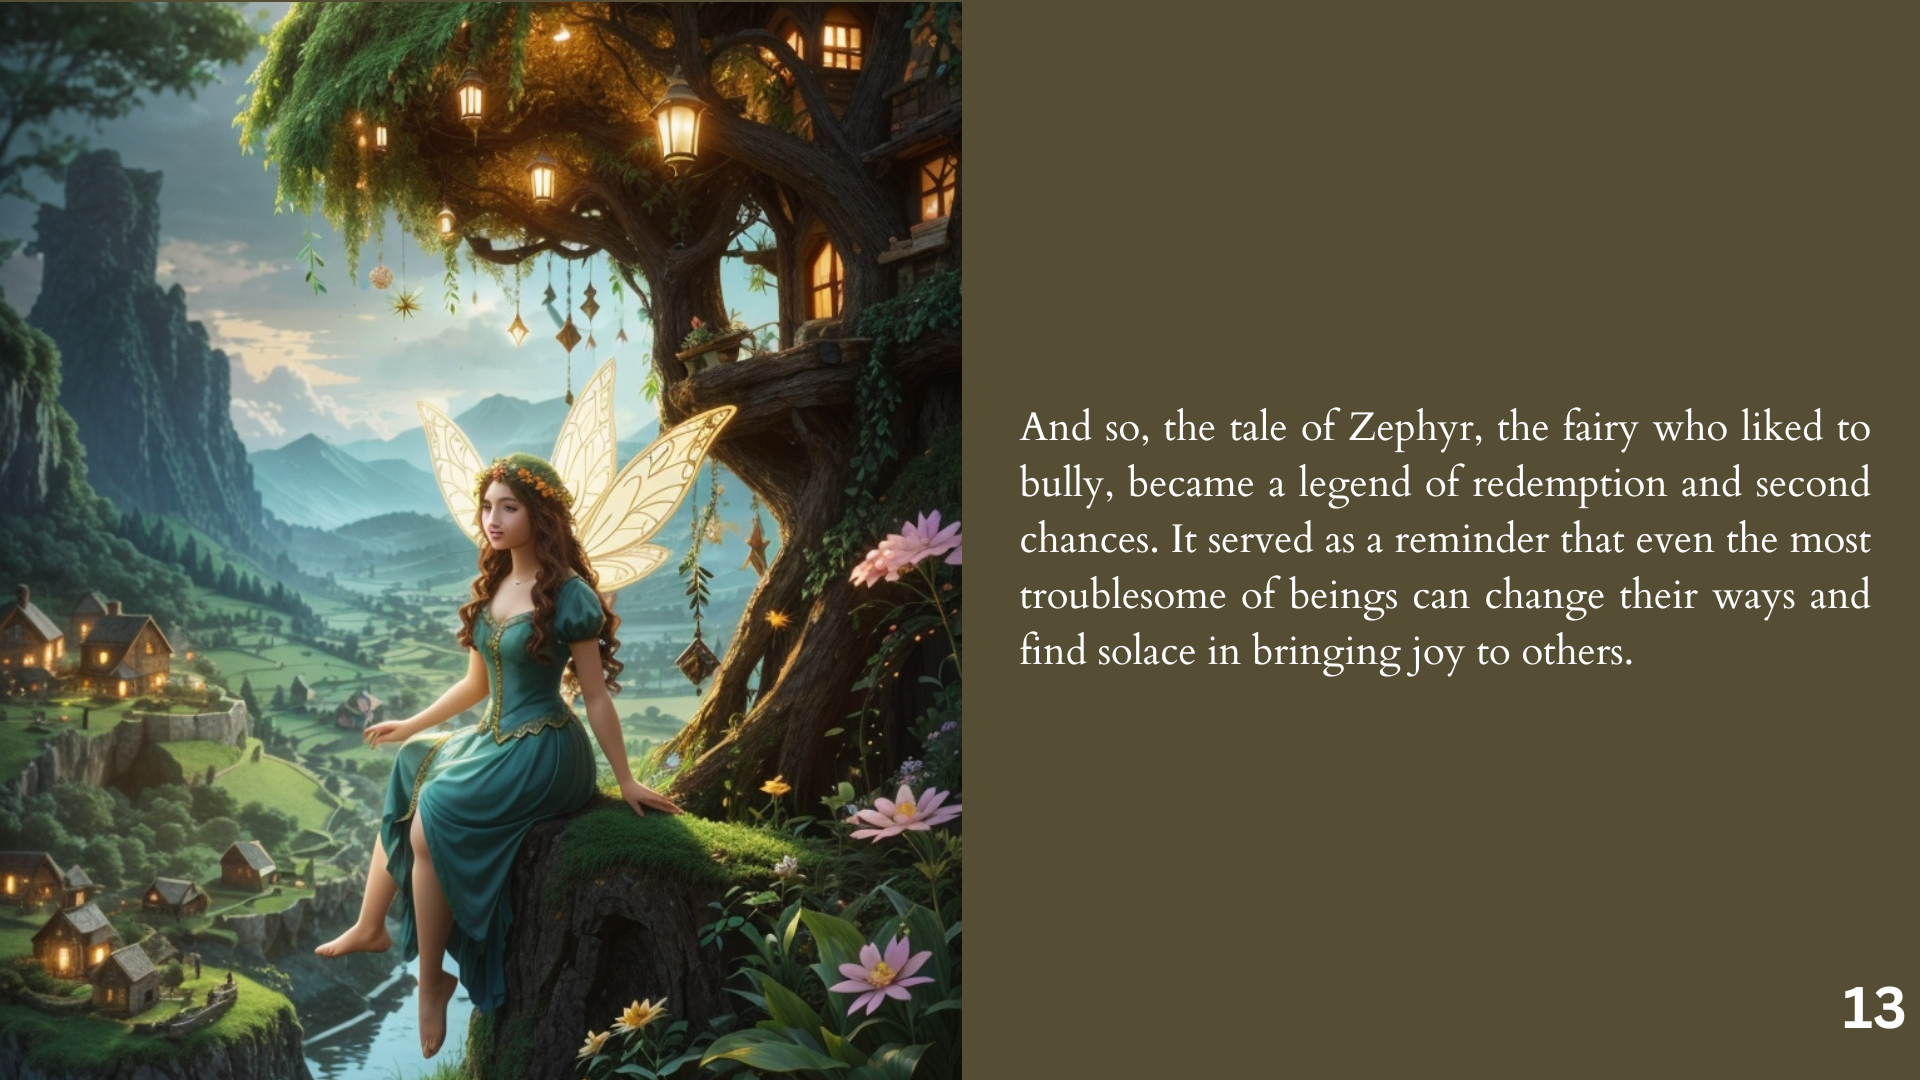 And so, the tale of Zephyr, the fairy who liked to
bully, became a legend of redemption and second
chances. It served as a reminder that even the most
troublesome of beings can change their ways and
find solace in bringing joy to others.
13